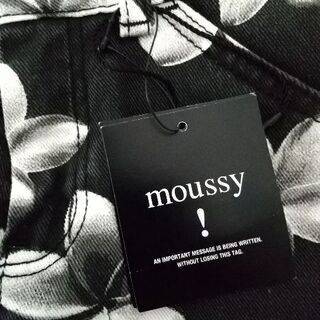 moussy
!
AN IMPORTANT MESSAGE IS BEING WRITTEN.
WITHOUT LOSING THIS TAG.